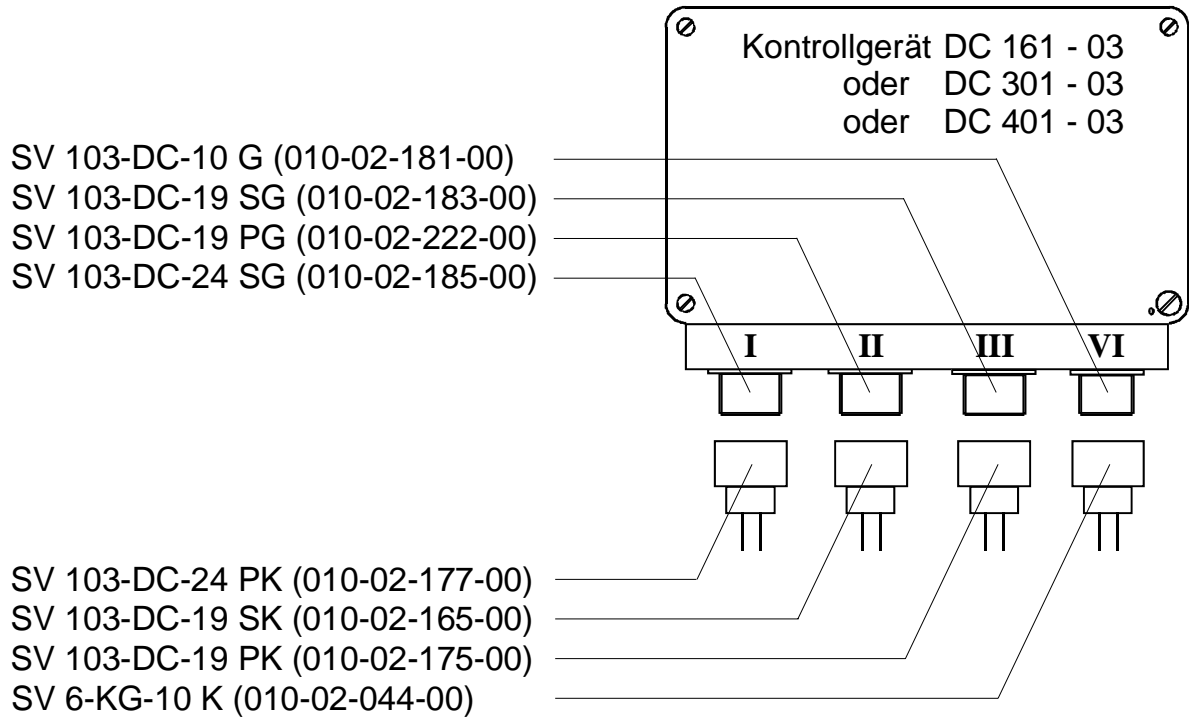 Kontrollgerät DC 161 - 03
oder DC 301 - 03
oder DC 401 - 03
SV 103-DC-10 G (010-02-181-00)
SV 103-DC-19 SG (010-02-183-00)
SV 103-DC-19 PG (010-02-222-00)
SV 103-DC-24 SG (010-02-185-00)
I II III VI
SV 103-DC-24 PK (010-02-177-00)
SV 103-DC-19 SK (010-02-165-00)
SV 103-DC-19 PK (010-02-175-00)
SV 6-KG-10 K (010-02-044-00)